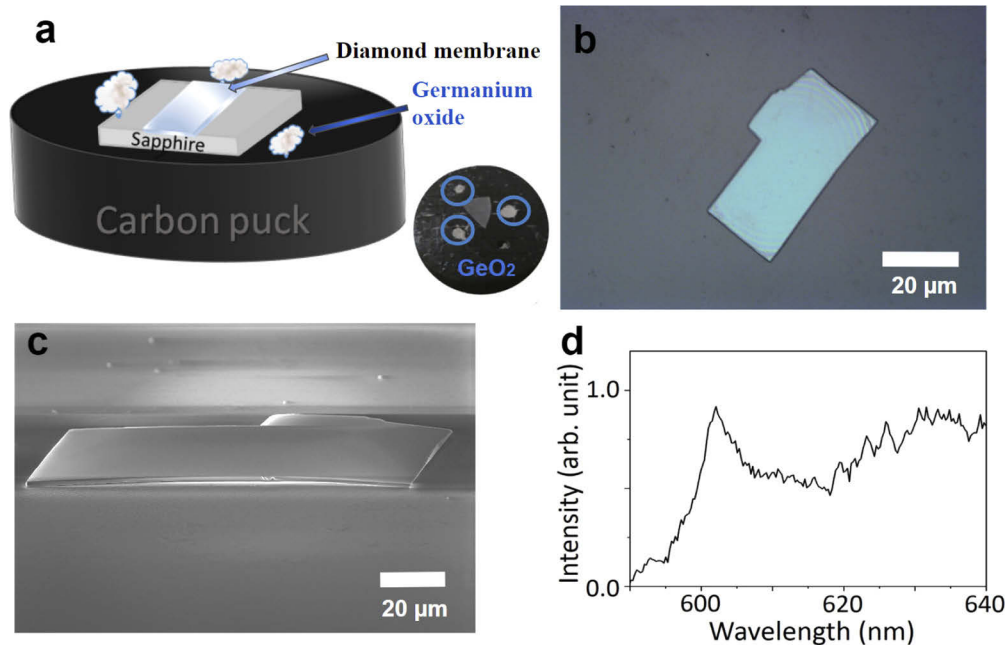 a
Diamond membrane
Germanium
oxide
Sapphire
Carbon puck
GeO₂
b
20 µm
c
20 µm
d
Intensity (arb. unit)
1.0
0.0
600
620
640
Wavelength (nm)